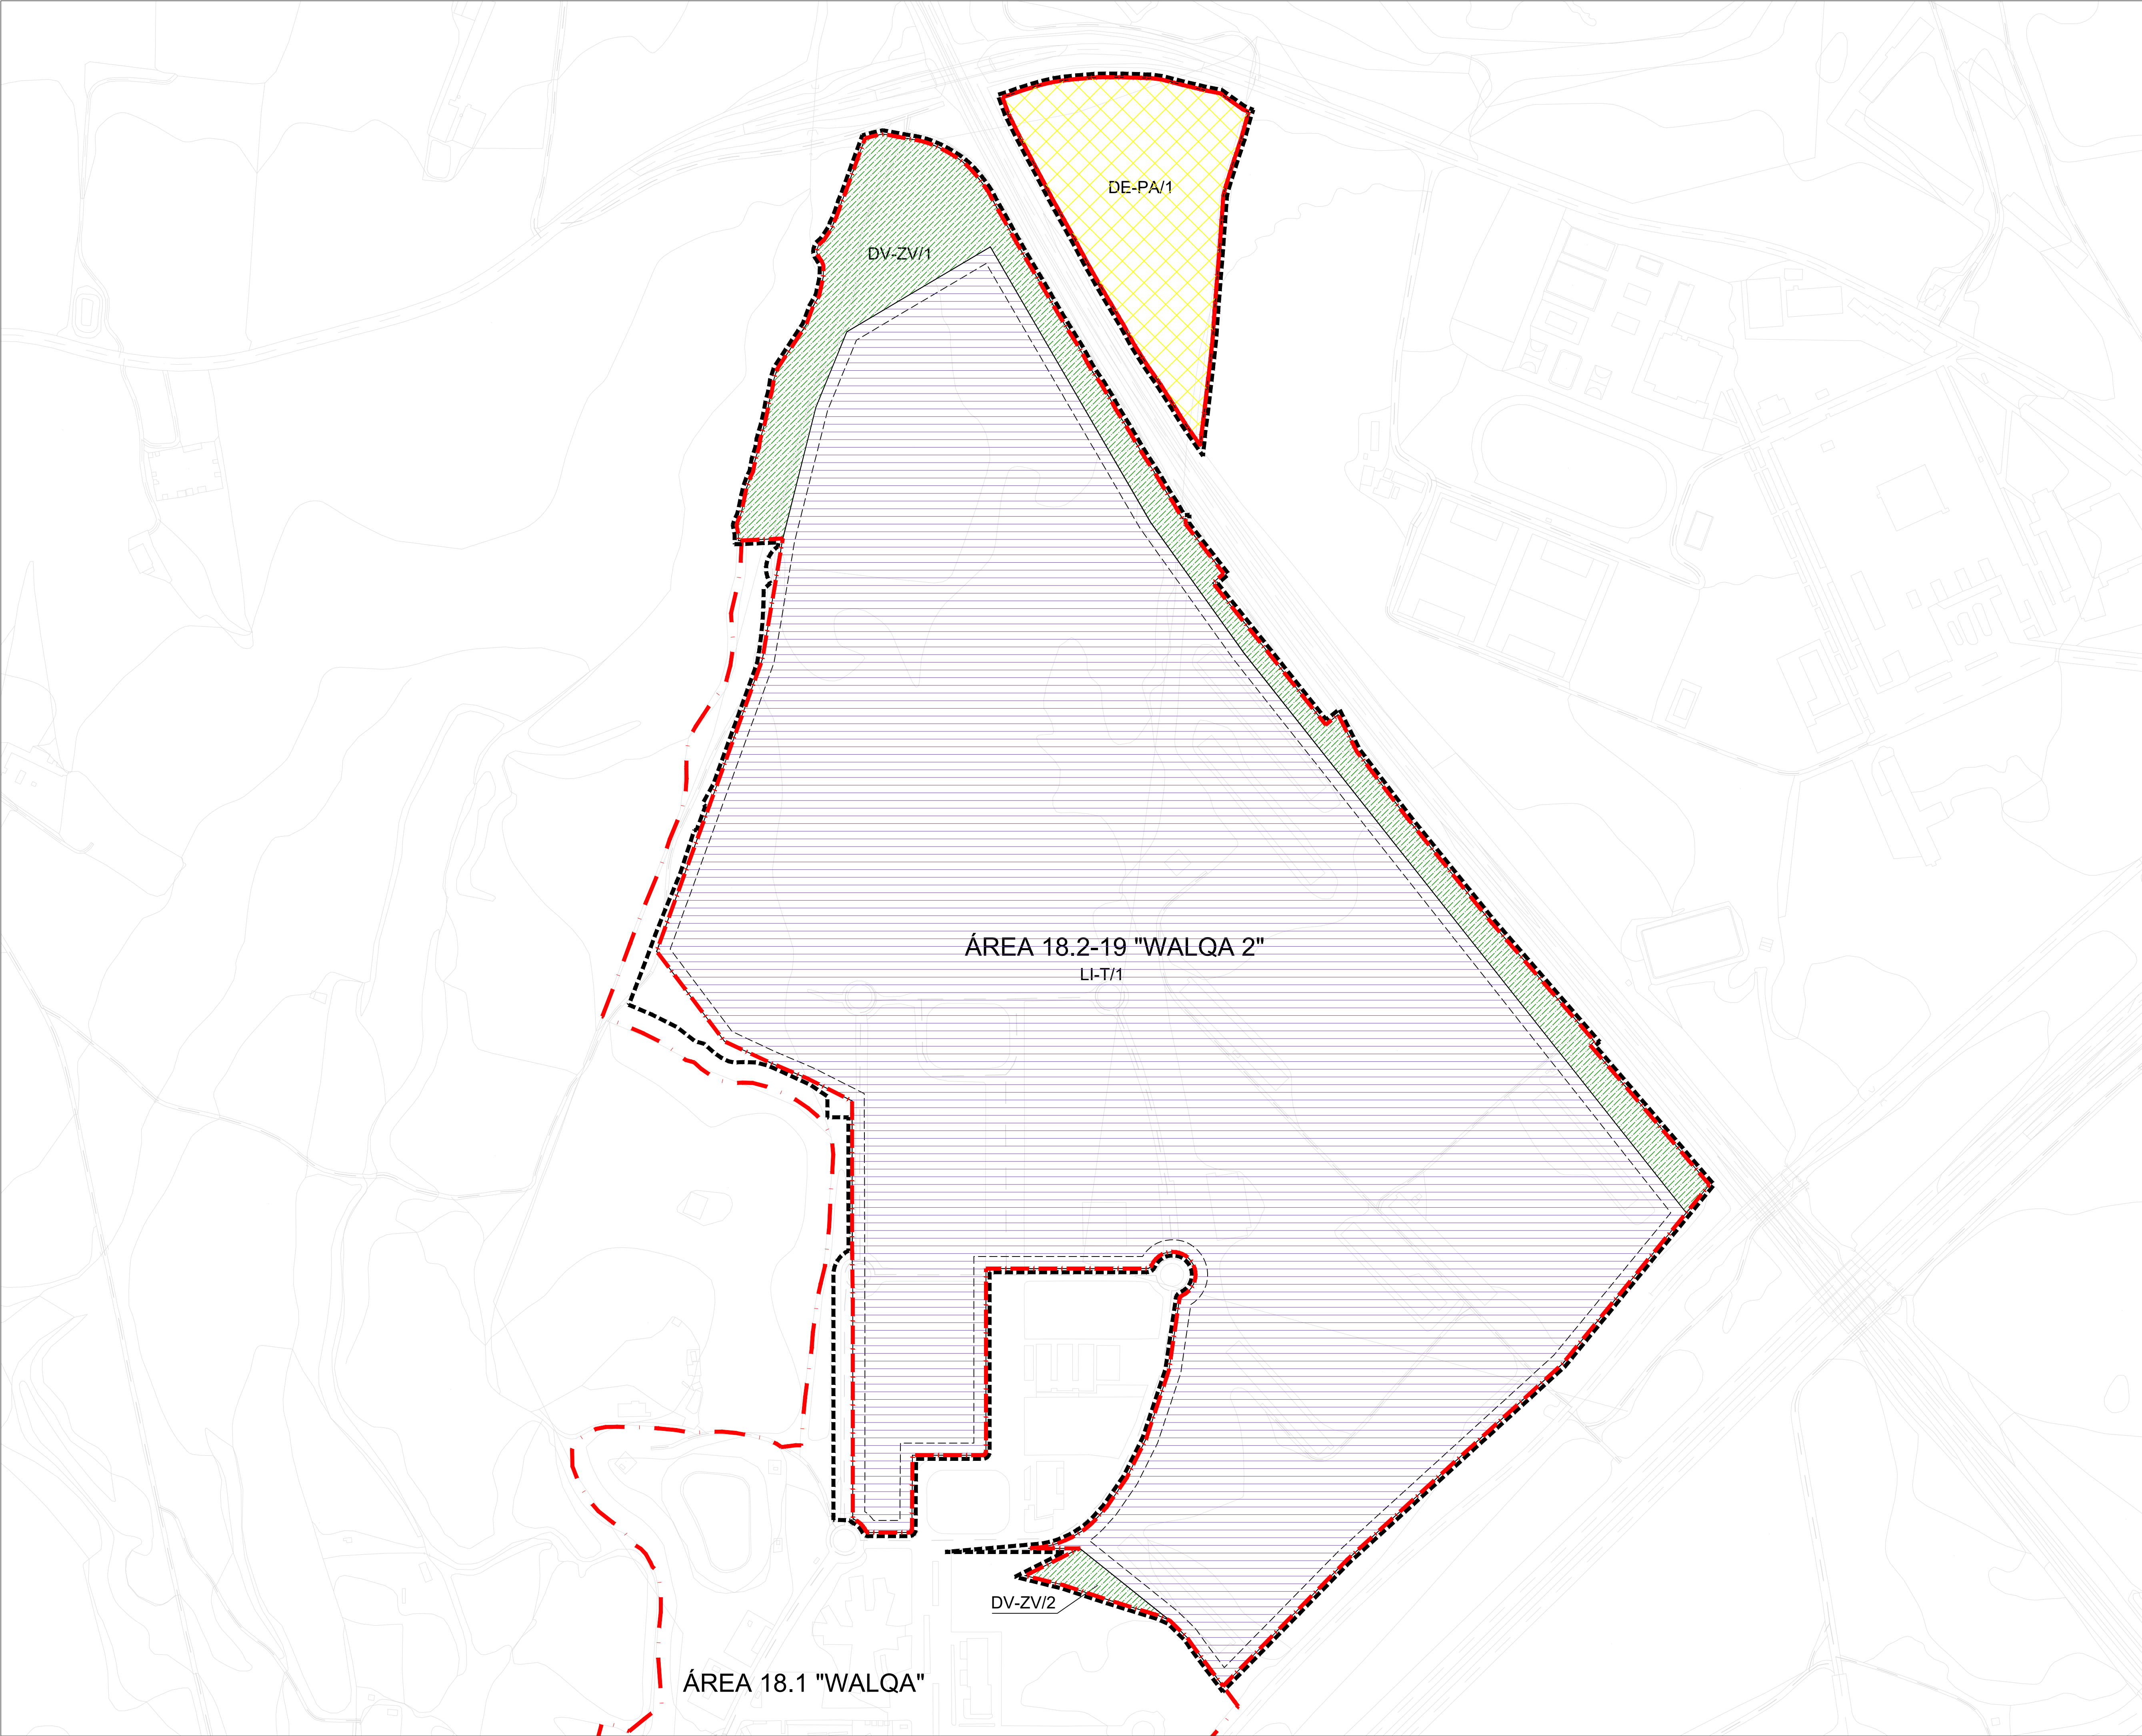 DE-PA/1
DV-ZV/1
ÁREA 18.2-19 "WALQA 2"
LI-T/1
DV-ZV/2
ÁREA 18.1 "WALQA"